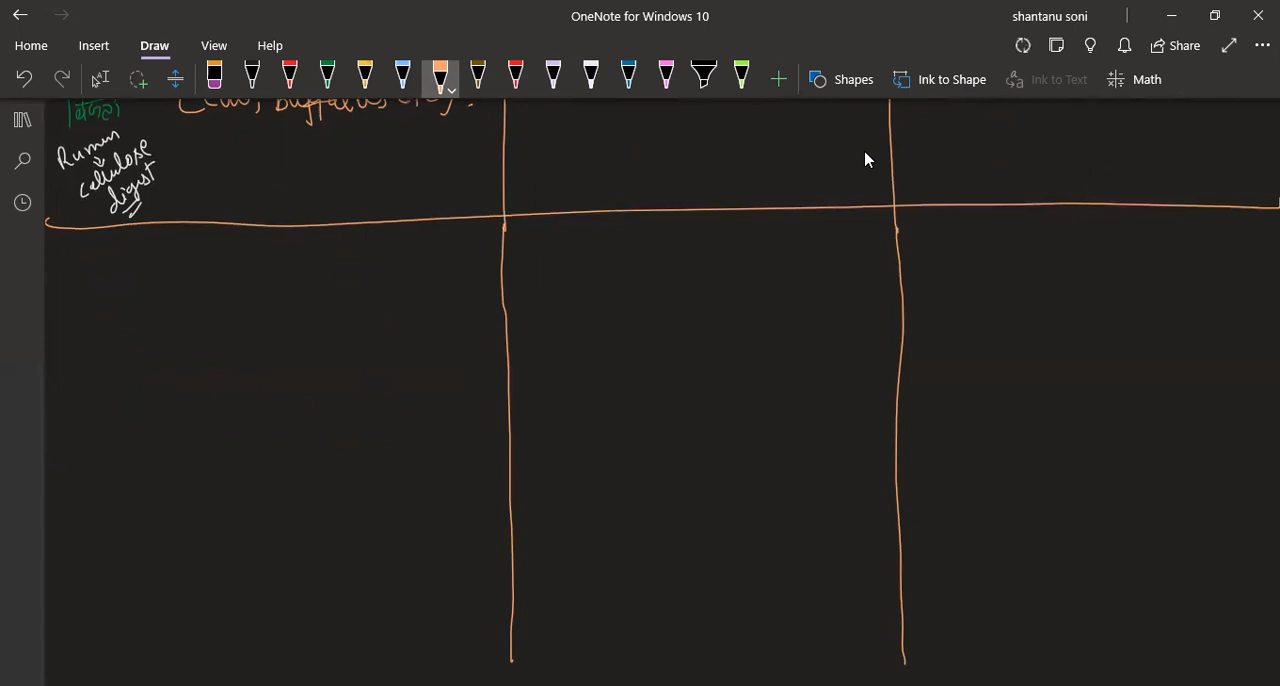 OneNote for Windows 10
shantanu soni
Home Insert Draw View Help
Share
Shapes
Ink to Shape
Ink to Text
Math
buffalo
Rumen
cellulose
digest